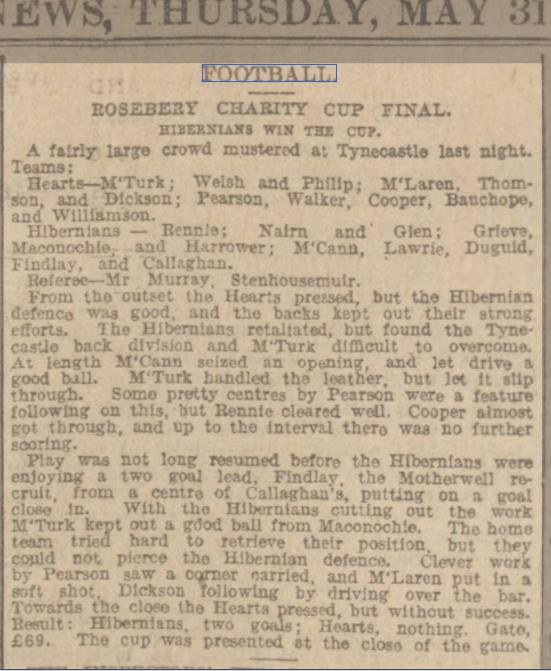 NEWS, THURSDAY, MAY 31
FOOTBALL.
ROSEBERY CHARITY CUP FINAL.
HIBERNIANS WIN THE CUP.
A fairly large crowd mustered at Tynecastle last night.
Teams:
Hearts—M'Turk; Welsh and Philip; M'Laren, Thom-
son, and Dickson; Pearson, Walker, Cooper, Bauchope,
and Williamson.
Hibernians — Rennie; Nairn and Glen; Grieve,
Maconochie, and Harrower; M'Cann, Lawrie, Duguid,
Findlay, and Callaghan.
Referee—Mr Murray, Stenhousemuir.
From the outset the Hearts pressed, but the Hibernian
defence was good, and the backs kept out their strong
efforts. The Hibernians retaliated, but found the Tyne-
castle back division and M'Turk difficult to overcome.
At length M'Cann seized an opening, and let drive a
good ball. M'Turk handled the leather, but let it slip
through. Some pretty centres by Pearson were a feature
following on this, but Rennie cleared well. Cooper almost
got through, and up to the interval there was no further
scoring.
Play was not long resumed before the Hibernians were
enjoying a two goal lead, Findlay, the Motherwell re-
cruit, from a centre of Callaghan's, putting on a goal
close in. With the Hibernians cutting out the work
M'Turk kept out a good ball from Maconochie. The home
team tried hard to retrieve their position, but they
could not pierce the Hibernian defence. Clever work
by Pearson saw a corner carried, and M'Laren put in a
soft shot, Dickson following by driving over the bar.
Towards the close the Hearts pressed, but without success.
Result: Hibernians, two goals; Hearts, nothing. Gate,
£69. The cup was presented at the close of the game.